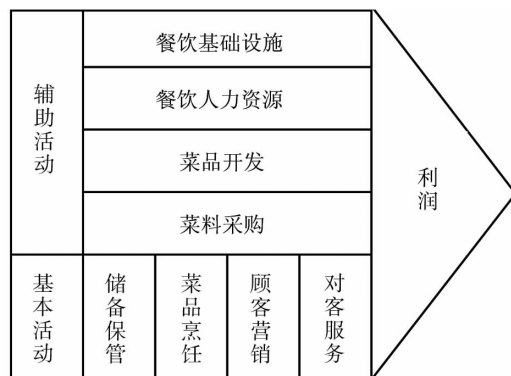 辅助活动
餐饮基础设施
餐饮人力资源
菜品开发
菜料采购
利润
基本活动
储备保管
菜品烹饪
顾客营销
对客服务